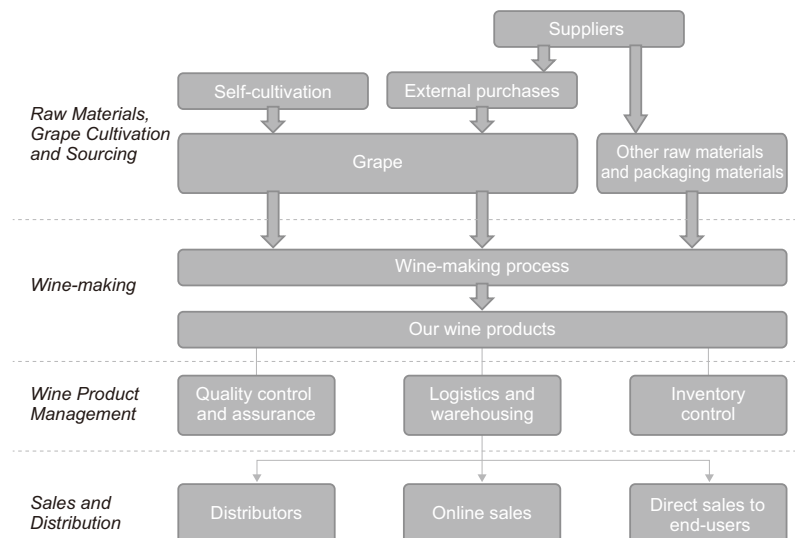 Suppliers
Self-cultivation
External purchases
Raw Materials,
Grape Cultivation
and Sourcing
Grape
Other raw materials
and packaging materials
Wine-making process
Wine-making
Our wine products
Wine Product
Management
Quality control
and assurance
Logistics and
warehousing
Inventory
control
Sales and
Distribution
Distributors
Online sales
Direct sales to
end-users